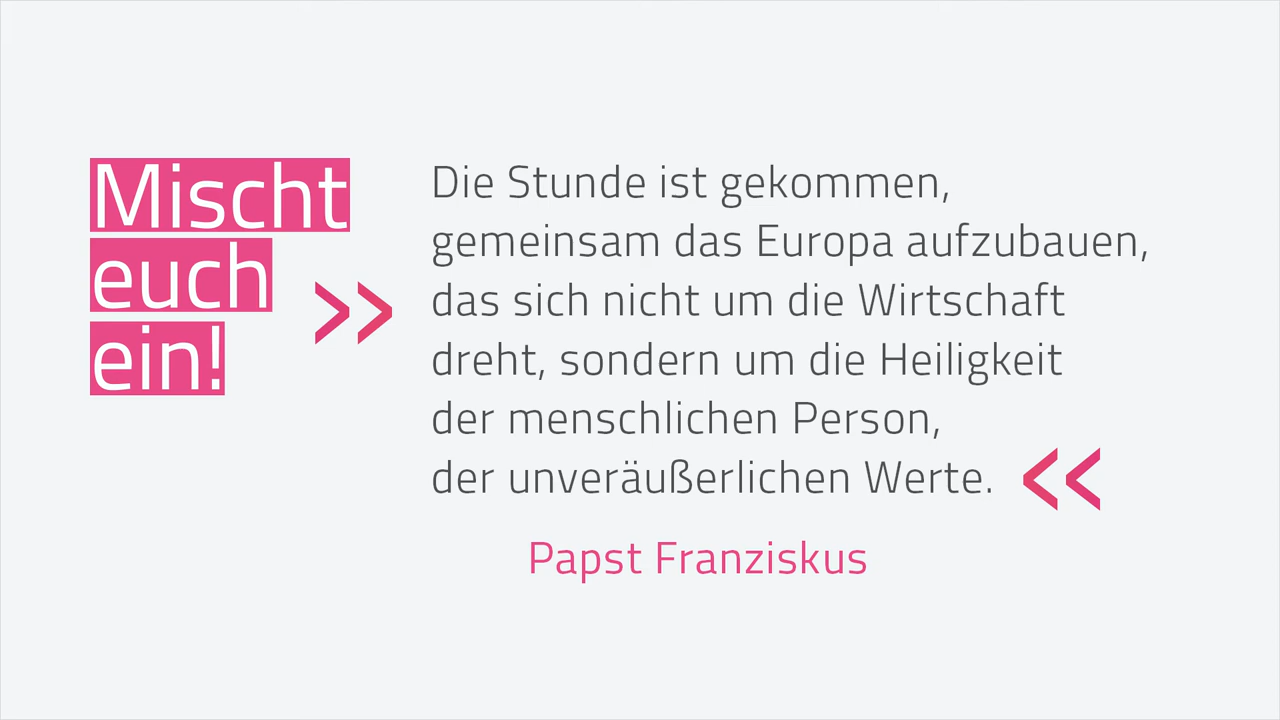 Mischt
euch
ein!
»
Die Stunde ist gekommen,
gemeinsam das Europa aufzubauen,
das sich nicht um die Wirtschaft
dreht, sondern um die Heiligkeit
der menschlichen Person,
der unveräußerlichen Werte. «
Papst Franziskus